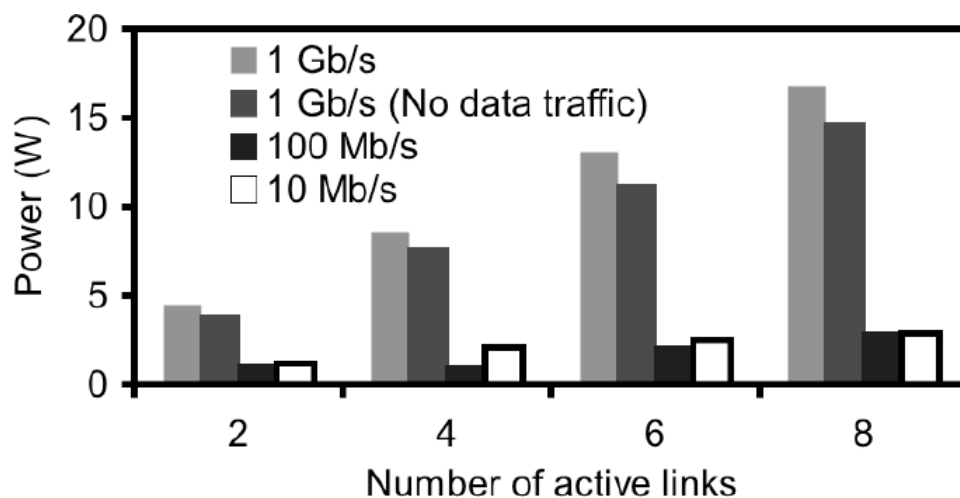 20
15
10
5
0
Power (W)
1 Gb/s
1 Gb/s (No data traffic)
100 Mb/s
10 Mb/s
2 4 6 8
Number of active links